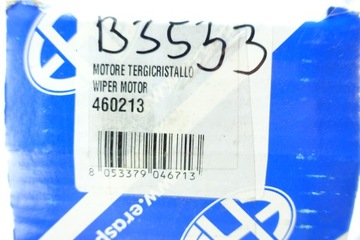 B3553
MOTORE TERGICRISTALLO
WIPER MOTOR
460213
8 053379 046713